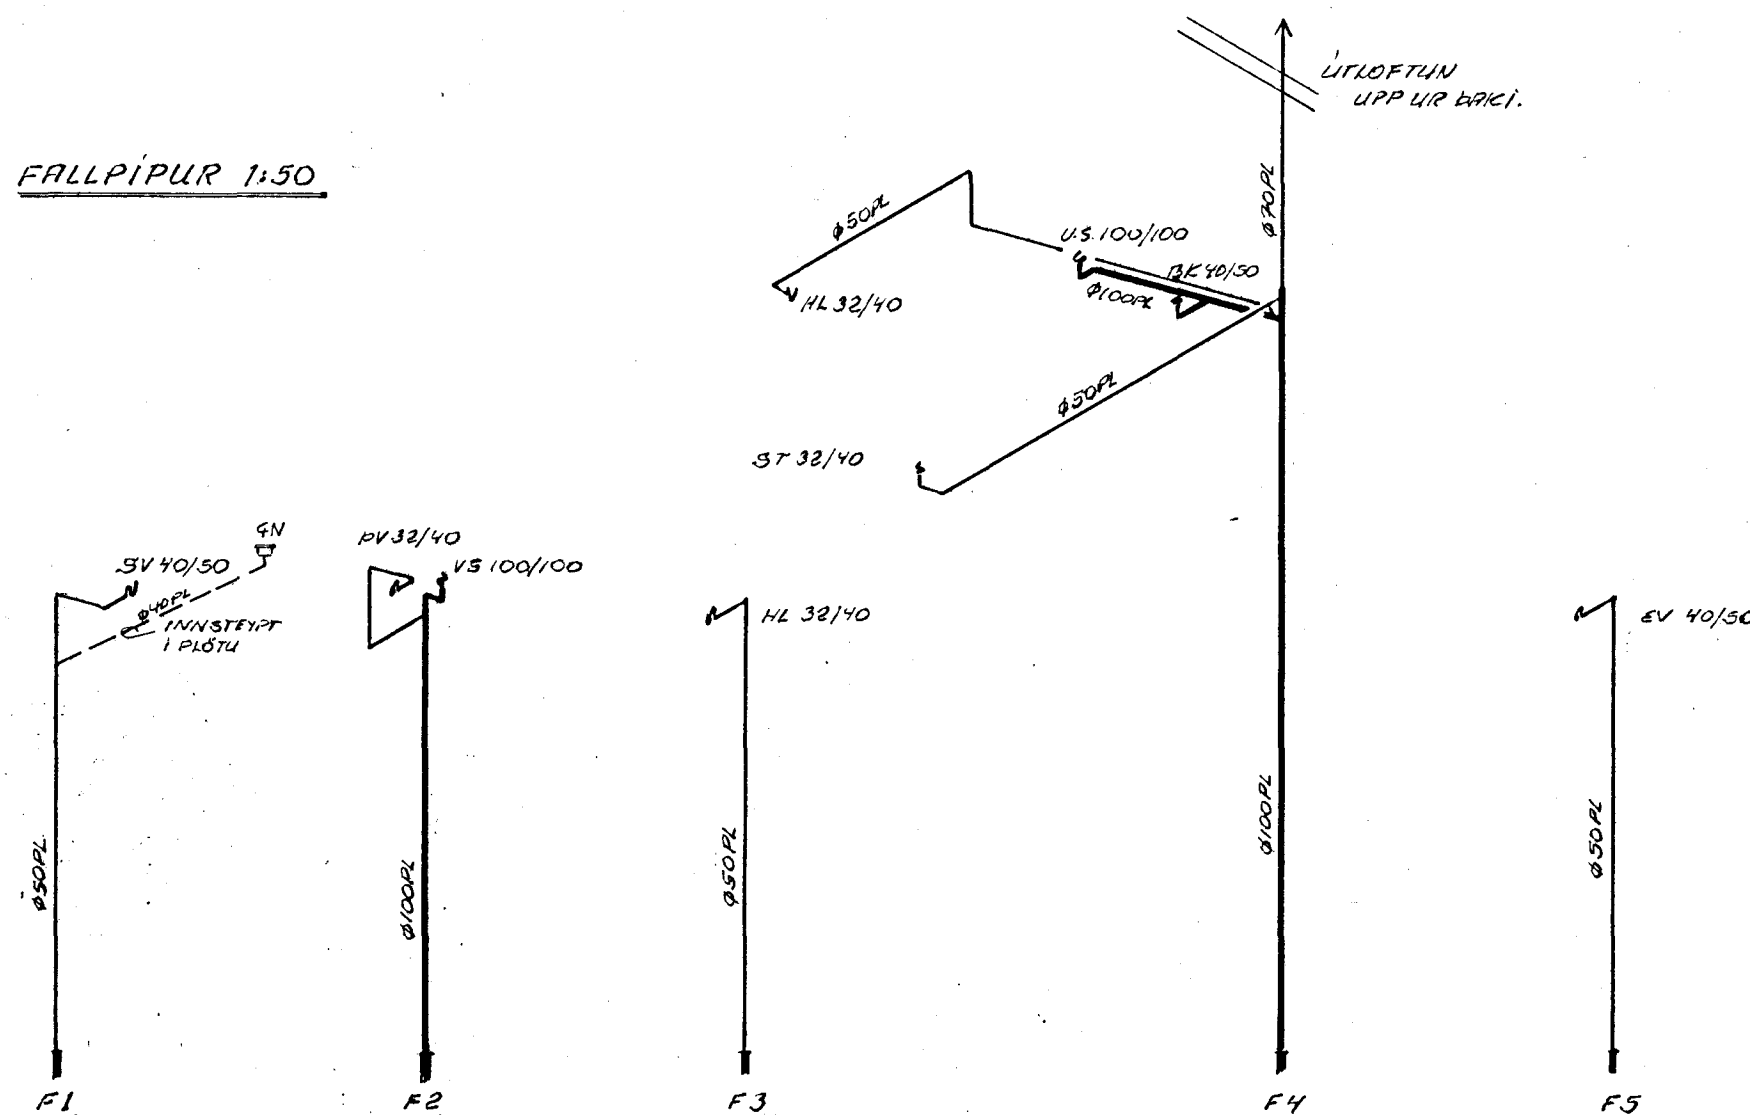 FALLPÍPUR 1:50
ÚTLOFTUN
UPP ÚR ÞAKI.
Ø70PL
Ø50PL
V.S. 100/100
BK 40/50
HL 32/40
Ø100PL
Ø50PL
ST 32/40
GN
SV 40/50
Ø40PL
INNSTEYPT
Í PLÖTU
ÞV 32/40
VS 100/100
HL 32/40
EV 40/50
Ø50PL
Ø100PL
Ø50PL
Ø100PL
Ø50PL
F1
F2
F3
F4
F5